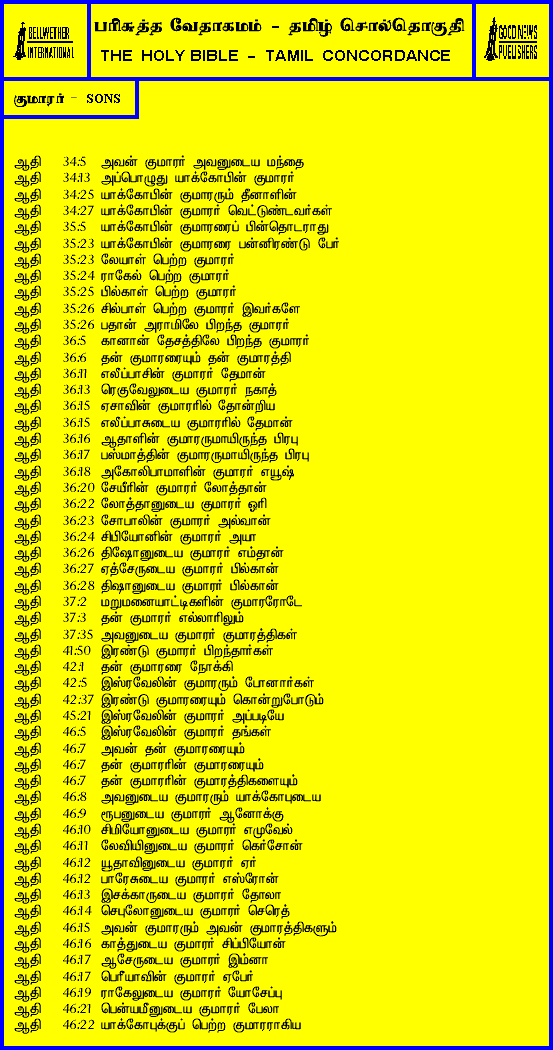 BELLWETHER
INTERNATIONAL
பரிசுத்த வேதாகமம் - தமிழ் சொல்தொகுதி
THE HOLY BIBLE - TAMIL CONCORDANCE
GOOD NEWS
PUBLISHERS
குமாரர் - SONS
ஆதி 34:5 அவன் குமாரர் அவனுடைய மந்தை
ஆதி 34:13 அப்பொழுது யாக்கோபின் குமாரர்
ஆதி 34:25 யாக்கோபின் குமாரரும் தீனாளின்
ஆதி 34:27 யாக்கோபின் குமாரர் வெட்டுண்டவர்கள்
ஆதி 35:5 யாக்கோபின் குமாரரைப் பின்தொடராது
ஆதி 35:23 யாக்கோபின் குமாரரை பன்னிரண்டு பேர்
ஆதி 35:23 லேயாள் பெற்ற குமாரர்
ஆதி 35:24 ராகேல் பெற்ற குமாரர்
ஆதி 35:25 பில்காள் பெற்ற குமாரர்
ஆதி 35:26 சில்பாள் பெற்ற குமாரர் இவர்களே
ஆதி 35:26 பதான் அராமிலே பிறந்த குமாரர்
ஆதி 36:5 கானான் தேசத்திலே பிறந்த குமாரர்
ஆதி 36:6 தன் குமாரரையும் தன் குமாரத்தி
ஆதி 36:11 எலீப்பாசின் குமாரர் தேமான்
ஆதி 36:13 ரெகுவேலுடைய குமாரர் நகாத்
ஆதி 36:15 ஏசாவின் குமாரரில் தோன்றிய
ஆதி 36:15 எலீப்பாசுடைய குமாரரில் தேமான்
ஆதி 36:16 ஆதாளின் குமாரருமாயிருந்த பிரபு
ஆதி 36:17 பஸ்மாத்தின் குமாரருமாயிருந்த பிரபு
ஆதி 36:18 அகோலிபாமாளின் குமாரர் எயூஷ்
ஆதி 36:20 சேயீரின் குமாரர் லோத்தான்
ஆதி 36:22 லோத்தானுடைய குமாரர் ஓரி
ஆதி 36:23 சோபாலின் குமாரர் அல்வான்
ஆதி 36:24 சிபியோனின் குமாரர் அயா
ஆதி 36:26 திஷோனுடைய குமாரர் எம்தான்
ஆதி 36:27 ஏத்சேருடைய குமாரர் பில்கான்
ஆதி 36:28 திஷானுடைய குமாரர் பில்கான்
ஆதி 37:2 மறுமனையாட்டிகளின் குமாரரோடே
ஆதி 37:3 தன் குமாரர் எல்லாரிலும்
ஆதி 37:35 அவனுடைய குமாரர் குமாரத்திகள்
ஆதி 41:50 இரண்டு குமாரர் பிறந்தார்கள்
ஆதி 42:1 தன் குமாரரை நோக்கி
ஆதி 42:5 இஸ்ரவேலின் குமாரரும் போனார்கள்
ஆதி 42:37 இரண்டு குமாரரையும் கொன்றுபோடும்
ஆதி 45:21 இஸ்ரவேலின் குமாரர் அப்படியே
ஆதி 46:5 இஸ்ரவேலின் குமாரர் தங்கள்
ஆதி 46:7 அவன் தன் குமாரரையும்
ஆதி 46:7 தன் குமாரரின் குமாரரையும்
ஆதி 46:7 தன் குமாரரின் குமாரத்திகளையும்
ஆதி 46:8 அவனுடைய குமாரரும் யாக்கோபுடைய
ஆதி 46:9 ரூபனுடைய குமாரர் ஆனோக்கு
ஆதி 46:10 சிமியோனுடைய குமாரர் எமுவேல்
ஆதி 46:11 லேவியினுடைய குமாரர் கெர்சோன்
ஆதி 46:12 யூதாவினுடைய குமாரர் ஏர்
ஆதி 46:12 பாரேசுடைய குமாரர் எஸ்ரோன்
ஆதி 46:13 இசக்காருடைய குமாரர் தோலா
ஆதி 46:14 செபுலோனுடைய குமாரர் செரெத்
ஆதி 46:15 அவன் குமாரரும் அவன் குமாரத்திகளும்
ஆதி 46:16 காத்துடைய குமாரர் சிப்பியோன்
ஆதி 46:17 ஆசேருடைய குமாரர் இம்னா
ஆதி 46:17 பெரீயாவின் குமாரர் ஏபேர்
ஆதி 46:19 ராகேலுடைய குமாரர் யோசேப்பு
ஆதி 46:21 பென்யமீனுடைய குமாரர் பேலா
ஆதி 46:22 யாக்கோபுக்குப் பெற்ற குமாரராகிய